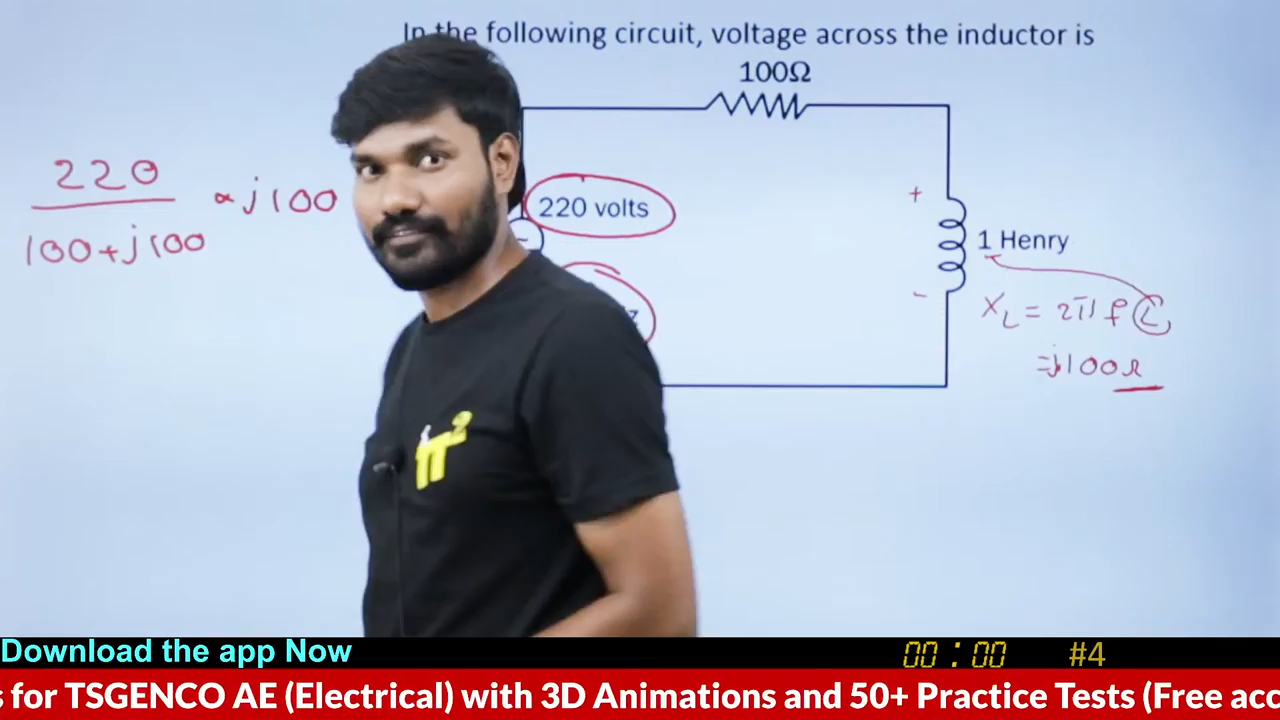 In the following circuit, voltage across the inductor is
100Ω
220
100+j100
∝j100
220 volts
+
1 Henry
-
X_L = 2πf L
=j100Ω
π²
Download the app Now
00:00
#4
s for TSGENCO AE (Electrical) with 3D Animations and 50+ Practice Tests (Free acc